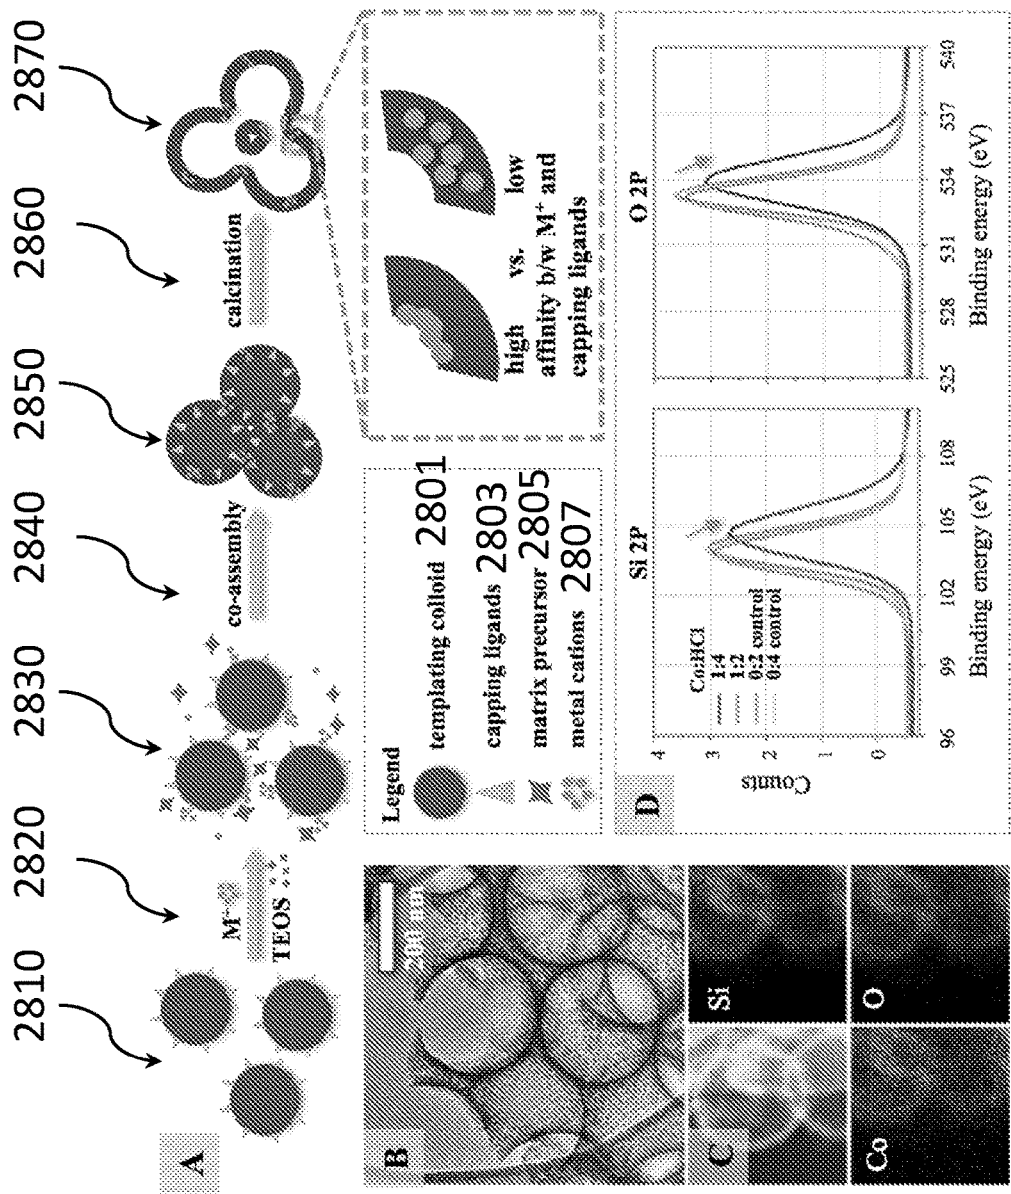 2810
2820
2830
2840
2850
2860
2870
A
M⁺
TEOS
co-assembly
calcination
B
200 nm
Legend
templating colloid 2801
capping ligands 2803
matrix precursor 2805
metal cations 2807
high vs. low
affinity b/w M⁺ and
capping ligands
C
Si
Co
O
D
Si 2P
Counts
4
3
2
1
0
Co:HCl
1:4
1:2
0:2 control
0:4 control
96 99 102 105 108
Binding energy (eV)
O 2P
525 528 531 534 537 540
Binding energy (eV)